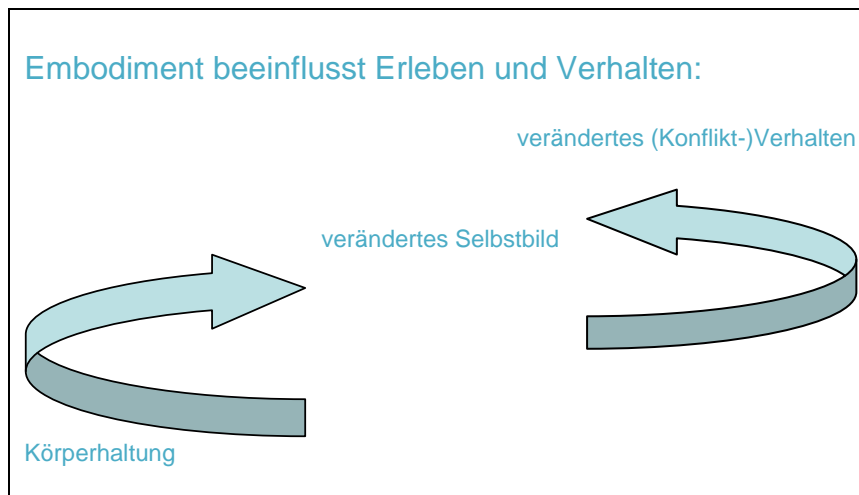 Embodiment beeinflusst Erleben und Verhalten:
verändertes (Konflikt-)Verhalten
verändertes Selbstbild
Körperhaltung